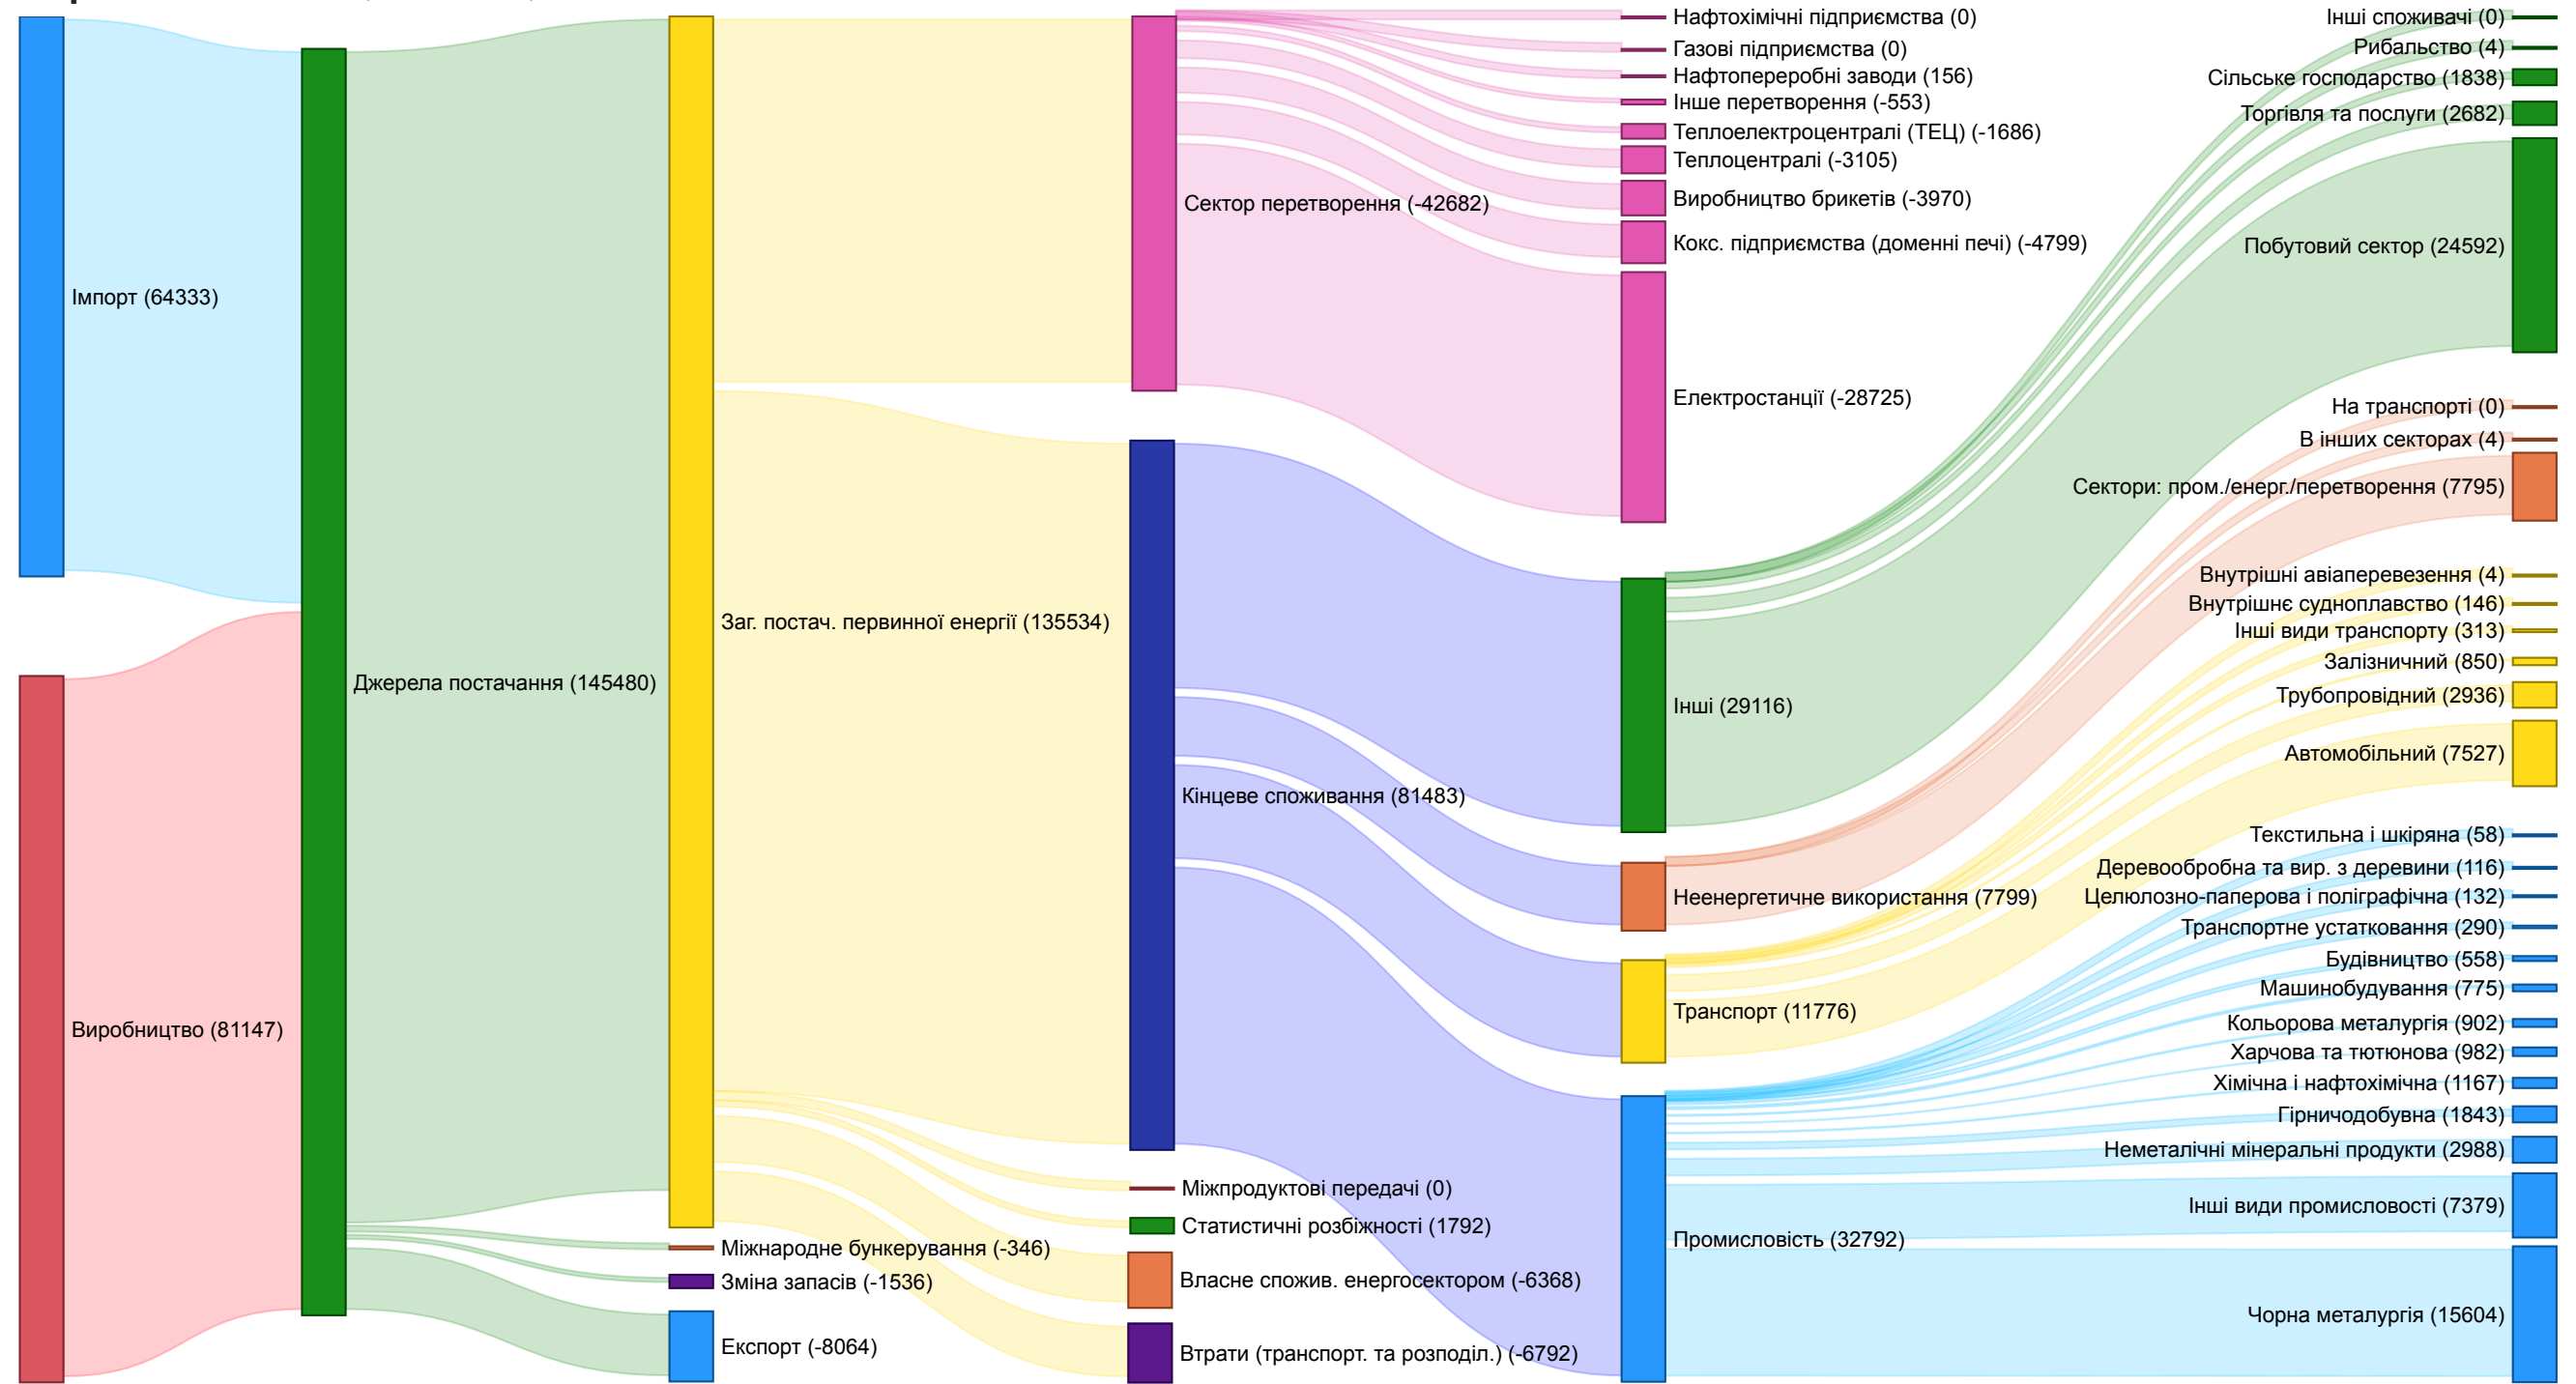 Імпорт (64333)
Виробництво (81147)
Джерела постачання (145480)
Заг. постач. первинної енергії (135534)
Міжнародне бункерування (-346)
Зміна запасів (-1536)
Експорт (-8064)
Сектор перетворення (-42682)
Кінцеве споживання (81483)
Міжпродуктові передачі (0)
Статистичні розбіжності (1792)
Власне спожив. енергосектором (-6368)
Втрати (транспорт. та розподіл.) (-6792)
Нафтохімічні підприємства (0)
Газові підприємства (0)
Нафтопереробні заводи (156)
Інше перетворення (-553)
Теплоелектроцентралі (ТЕЦ) (-1686)
Теплоцентралі (-3105)
Виробництво брикетів (-3970)
Кокс. підприємства (доменні печі) (-4799)
Електростанції (-28725)
Інші (29116)
Неенергетичне використання (7799)
Транспорт (11776)
Промисловість (32792)
Інші споживачі (0)
Рибальство (4)
Сільське господарство (1838)
Торгівля та послуги (2682)
Побутовий сектор (24592)
На транспорті (0)
В інших секторах (4)
Сектори: пром./енерг./перетворення (7795)
Внутрішні авіаперевезення (4)
Внутрішнє судноплавство (146)
Інші види транспорту (313)
Залізничний (850)
Трубопровідний (2936)
Автомобільний (7527)
Текстильна і шкіряна (58)
Деревообробна та вир. з деревини (116)
Целюлозно-паперова і поліграфічна (132)
Транспортне устатковання (290)
Будівництво (558)
Машинобудування (775)
Кольорова металургія (902)
Харчова та тютюнова (982)
Хімічна і нафтохімічна (1167)
Гірничодобувна (1843)
Неметалічні мінеральні продукти (2988)
Інші види промисловості (7379)
Чорна металургія (15604)